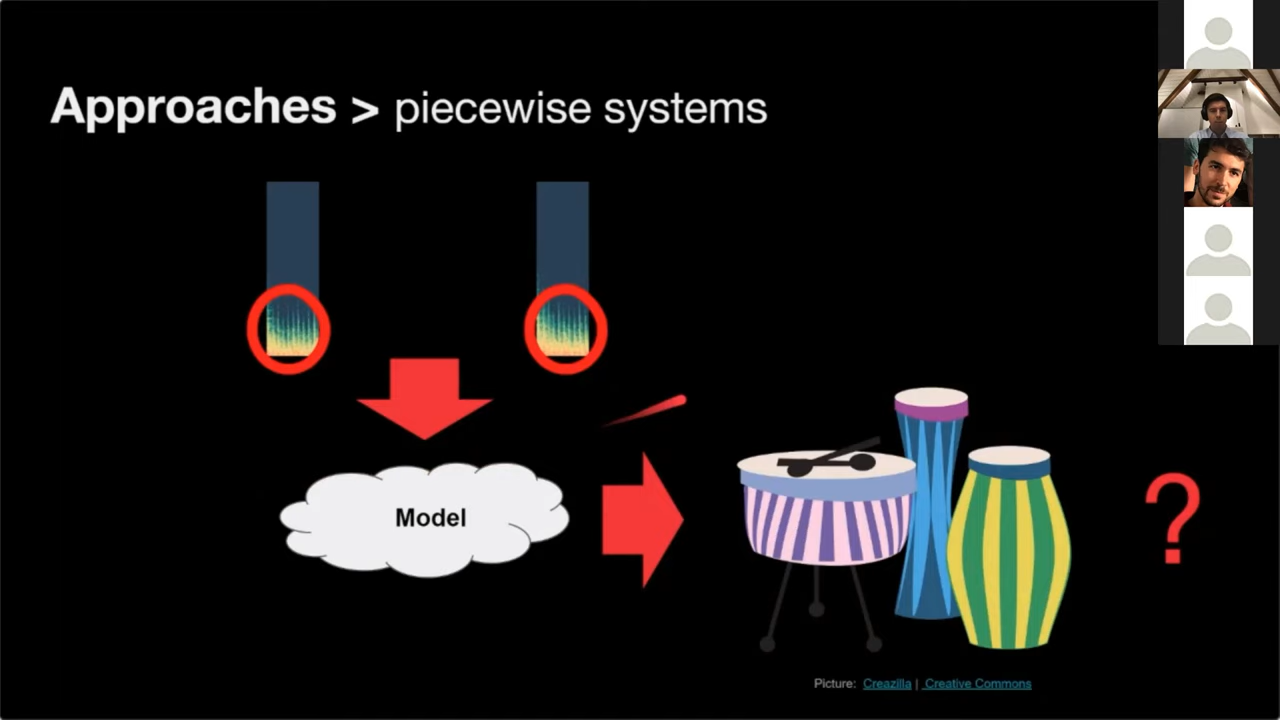 Approaches > piecewise systems
Model
?
Picture: Creazilla | Creative Commons